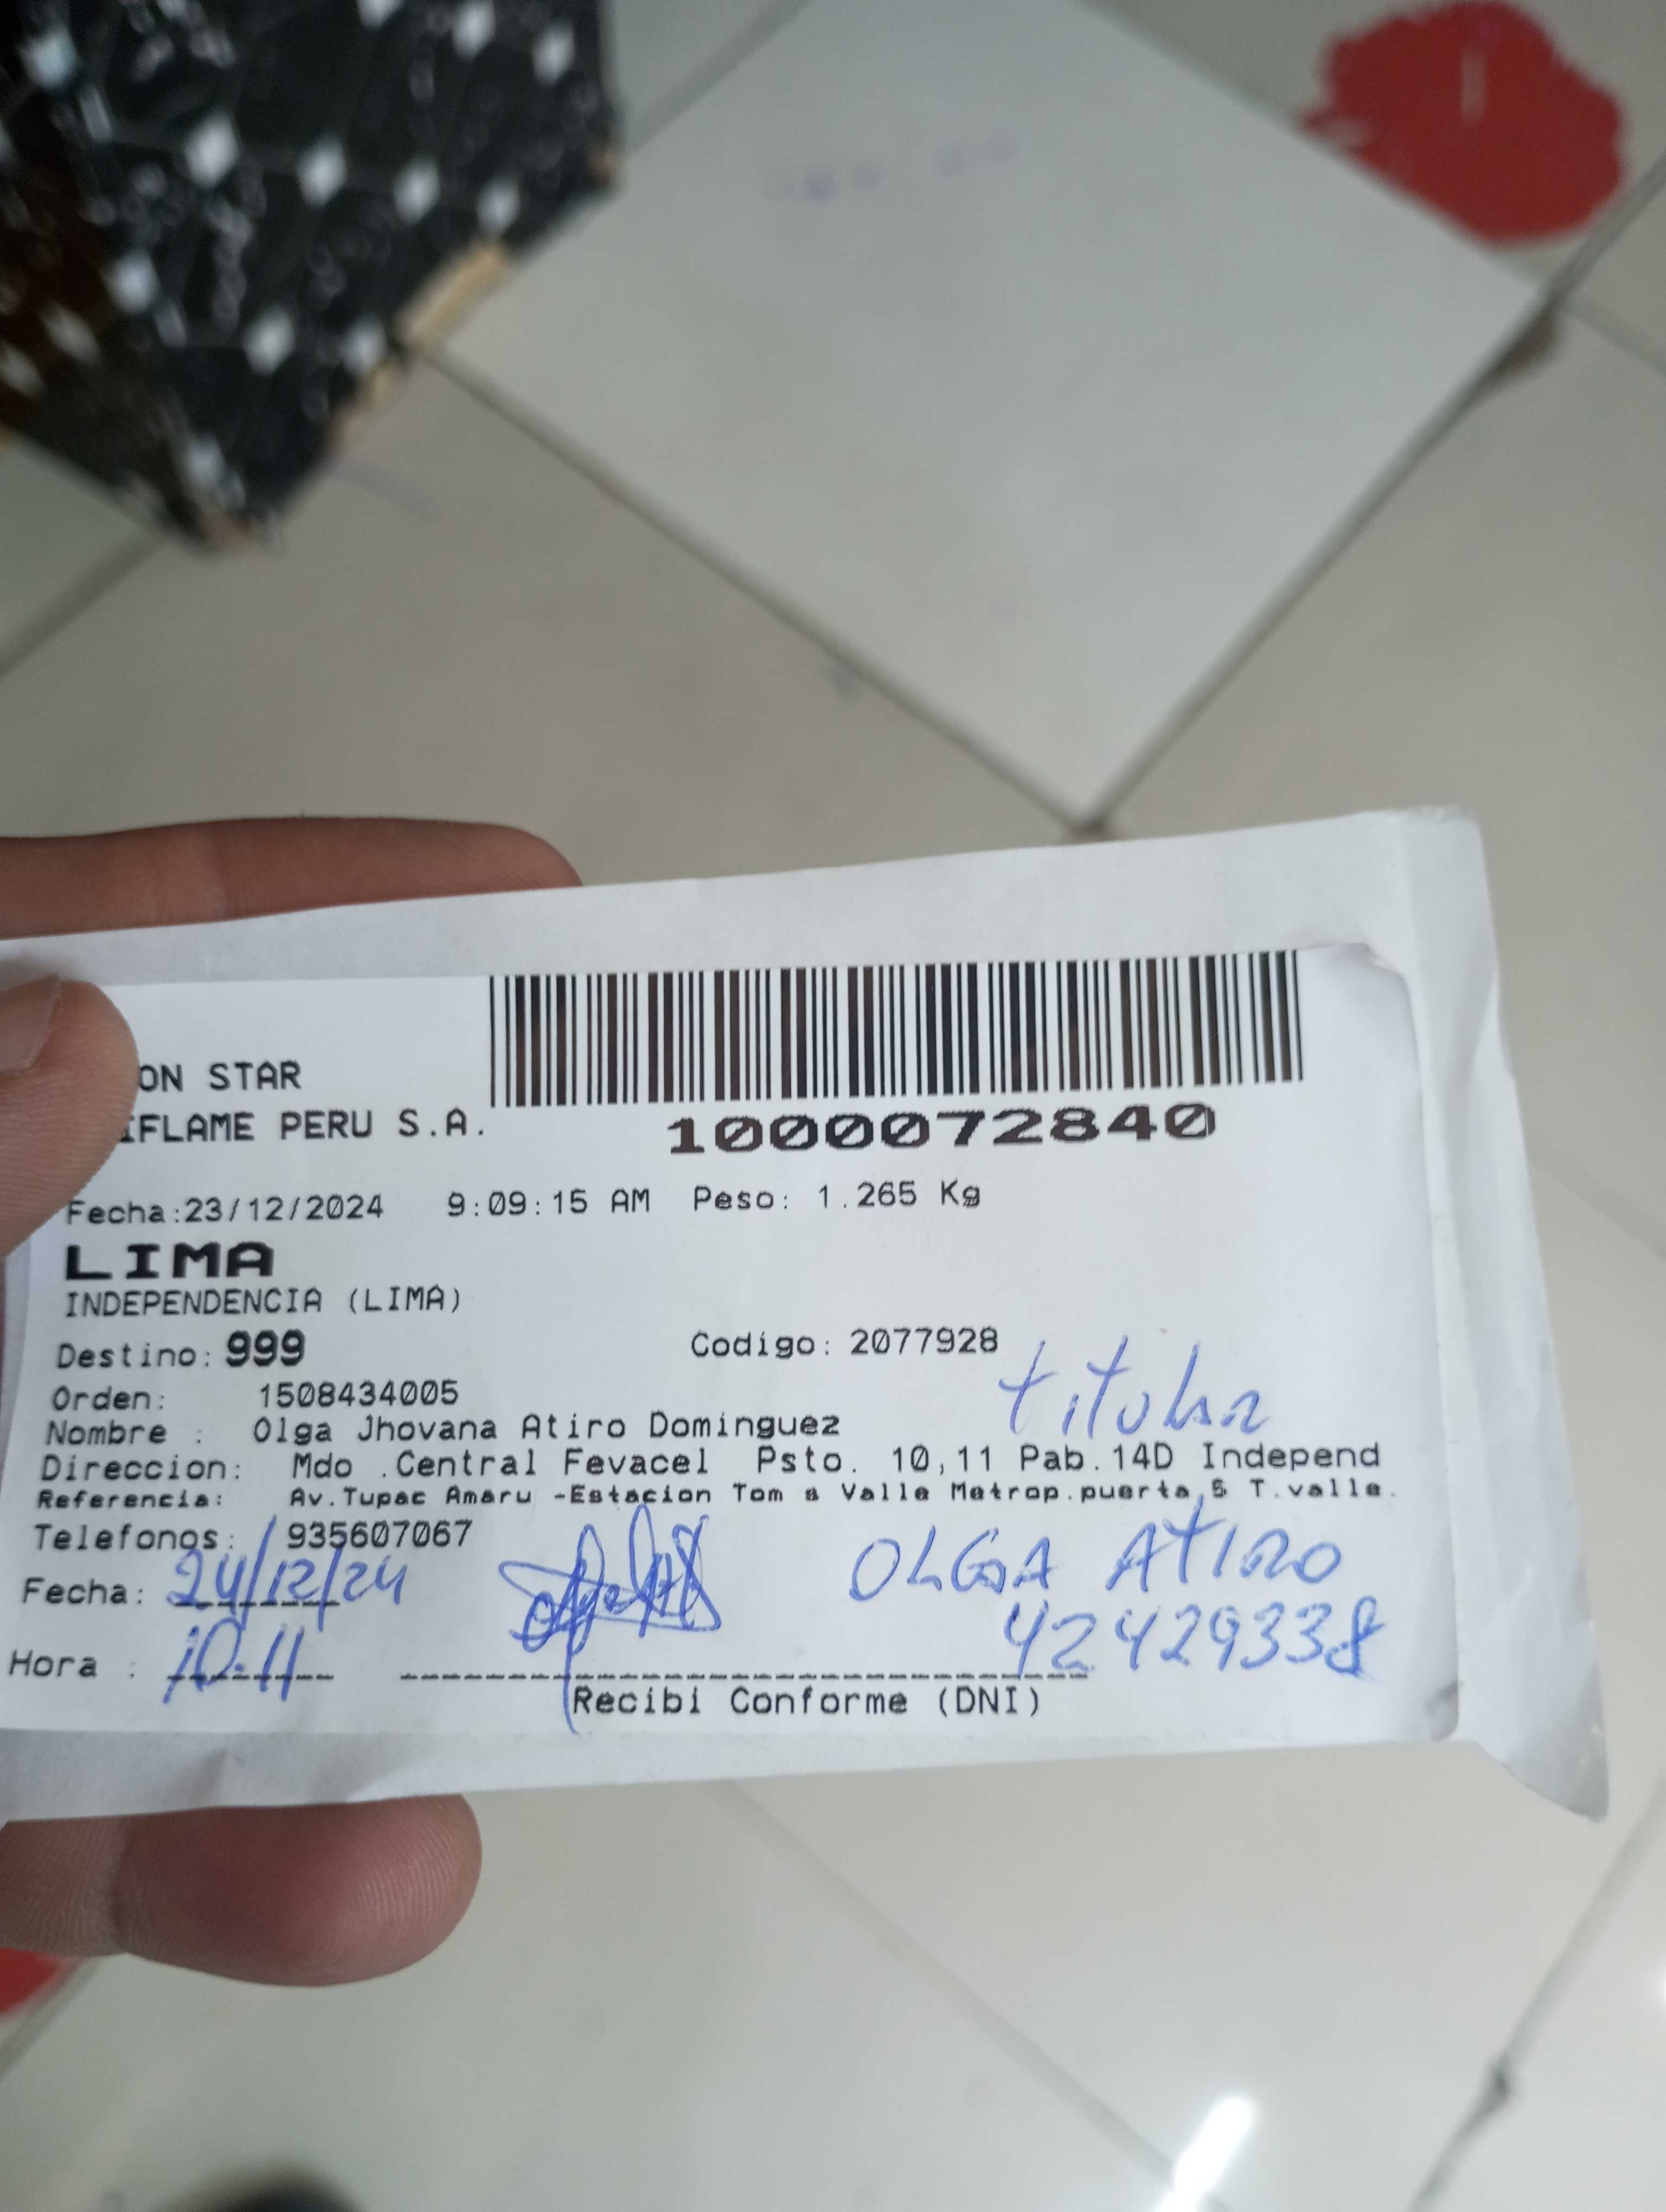 ON STAR
IFLAME PERU S.A.
1000072840
Fecha:23/12/2024 9:09:15 AM Peso: 1.265 Kg
LIMA
INDEPENDENCIA (LIMA)
Destino: 999 Codigo: 2077928
titular
Orden: 1508434005
Nombre : Olga Jhovana Atiro Dominguez
Direccion: Mdo .Central Fevacel Psto. 10,11 Pab.14D Independ
Referencia: Av.Tupac Amaru -Estacion Tom s Valle Metrop.puerta 5 T.valle.
Telefonos: 935607067
Fecha: 24/12/24 OLGA ATIRO
42429338
Hora : 10:11
Recibi Conforme (DNI)